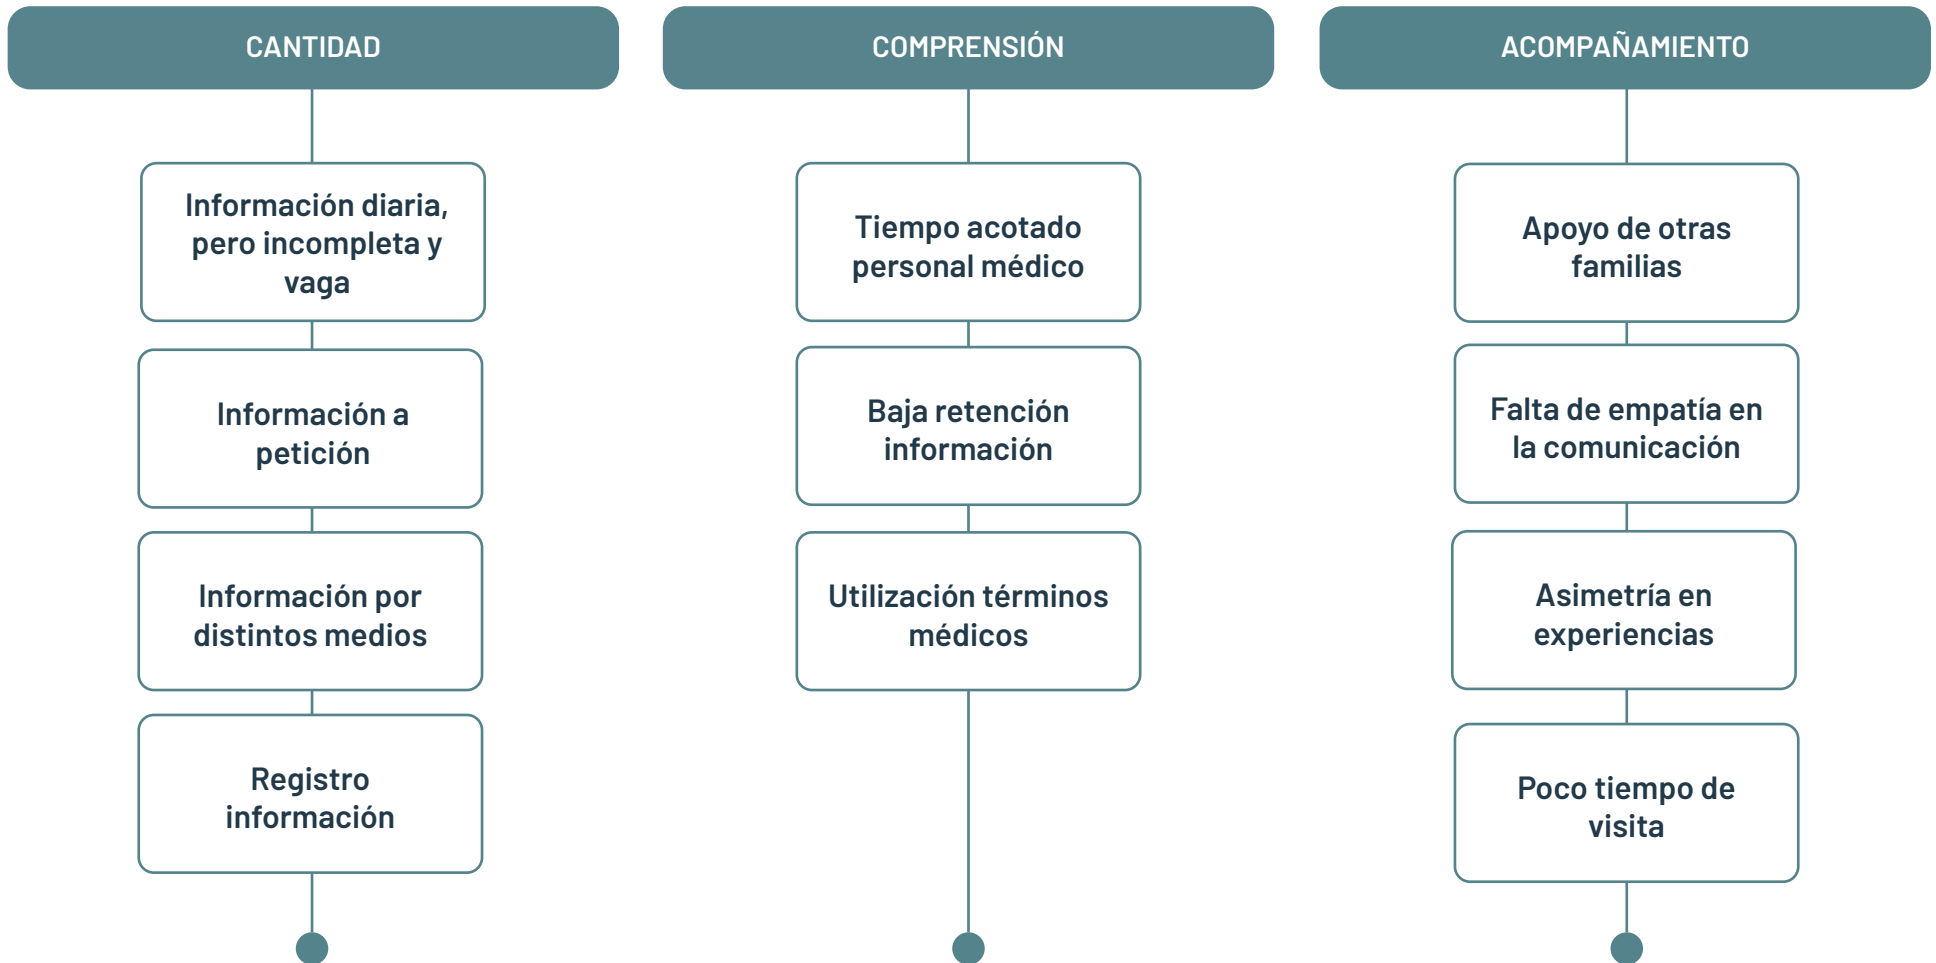 CANTIDAD
Información diaria,
pero incompleta y
vaga
Información a
petición
Información por
distintos medios
Registro
información
COMPRENSIÓN
Tiempo acotado
personal médico
Baja retención
información
Utilización términos
médicos
ACOMPAÑAMIENTO
Apoyo de otras
familias
Falta de empatía en
la comunicación
Asimetría en
experiencias
Poco tiempo de
visita